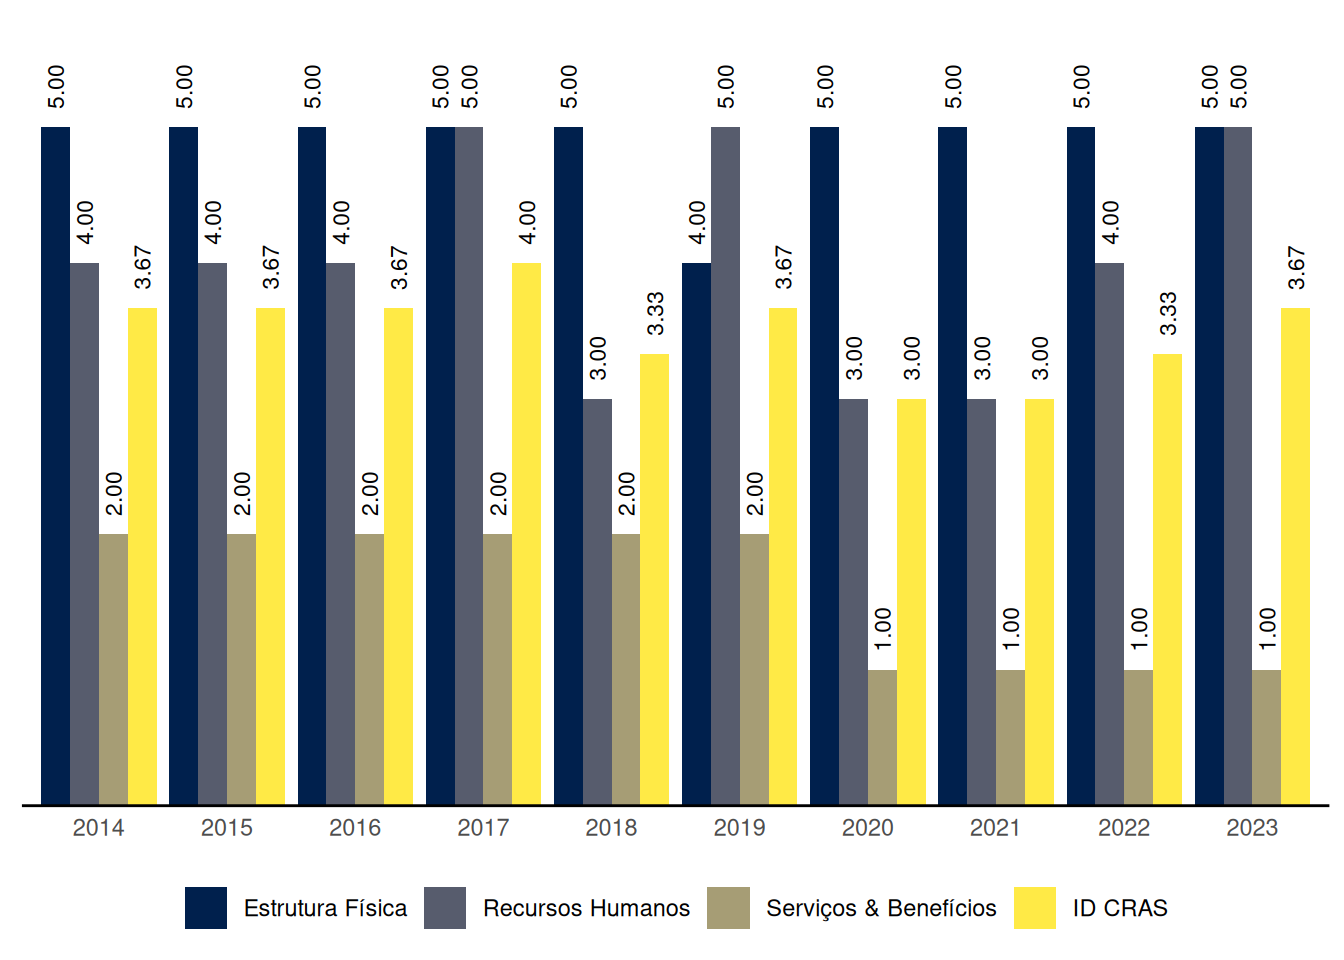 5.00 5.00 5.00 5.00 5.00 5.00 5.00 5.00 5.00 5.00 5.00 5.00
4.00 4.00 4.00 4.00 4.00 4.00
3.67 3.67 3.67 3.67 3.67
3.33 3.33
3.00 3.00 3.00 3.00 3.00
2.00 2.00 2.00 2.00 2.00 2.00
1.00 1.00 1.00 1.00
2014 2015 2016 2017 2018 2019 2020 2021 2022 2023
Estrutura Física Recursos Humanos Serviços & Benefícios ID CRAS